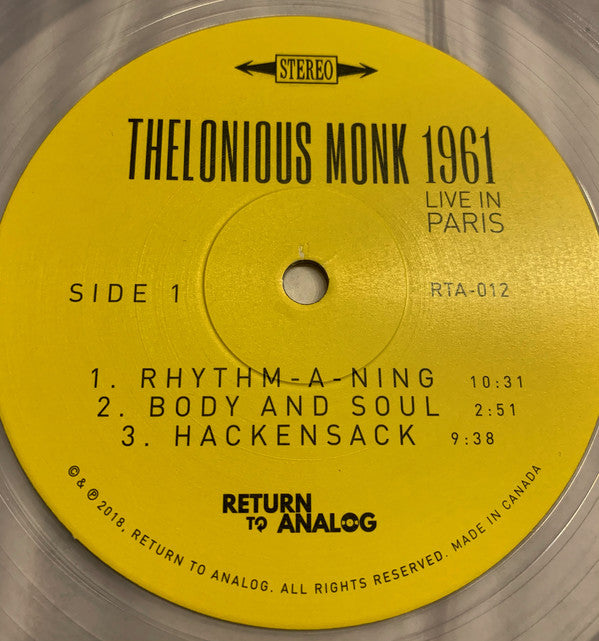 STEREO
THELONIOUS MONK 1961
LIVE IN
PARIS
SIDE 1
RTA-012
1. RHYTHM-A-NING 10:31
2. BODY AND SOUL 2:51
3. HACKENSACK 9:38
RETURN
TO ANALOG
© & ℗ 2018, RETURN TO ANALOG. ALL RIGHTS RESERVED. MADE IN CANADA